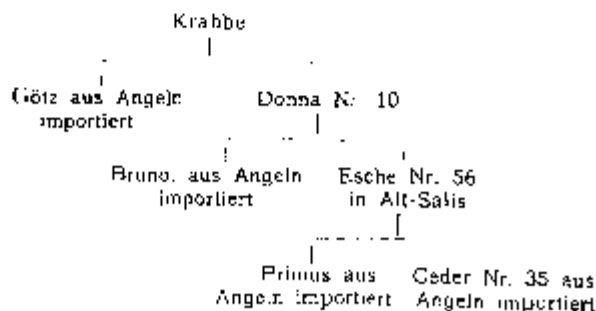 Krabbe
Götz aus Angeln
importiert
Donna Nr. 10
Bruno, aus Angeln
importiert
Esche Nr. 56
in Alt-Salis
Primus aus
Angeln importiert
Ceder Nr. 35 aus
Angeln importiert